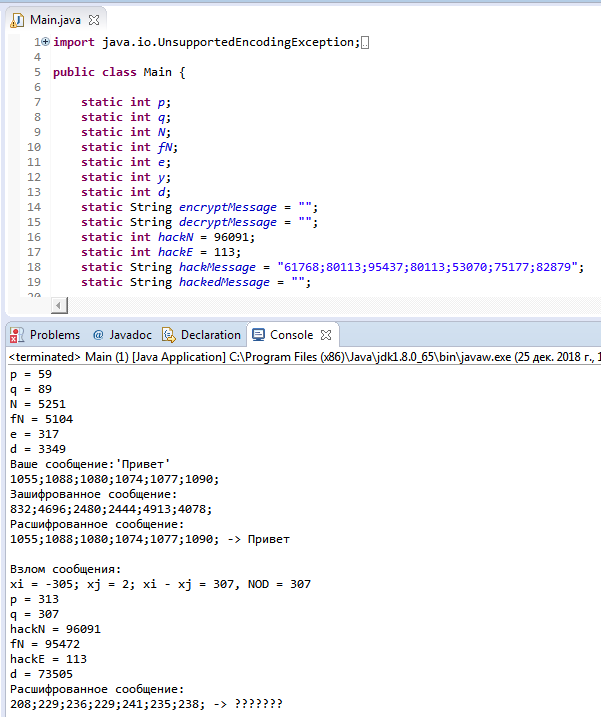 Main.java
1 import java.io.UnsupportedEncodingException;
4
5 public class Main {
6
7 static int p;
8 static int q;
9 static int N;
10 static int fN;
11 static int e;
12 static int y;
13 static int d;
14 static String encryptMessage = "";
15 static String decryptMessage = "";
16 static int hackN = 96091;
17 static int hackE = 113;
18 static String hackMessage = "61768;80113;95437;80113;53070;75177;82879";
19 static String hackedMessage = "";
20
Problems @ Javadoc Declaration Console
<terminated> Main (1) [Java Application] C:\Program Files (x86)\Java\jdk1.8.0_65\bin\javaw.exe (25 дек. 2018 г., 1
p = 59
q = 89
N = 5251
fN = 5104
e = 317
d = 3349
Ваше сообщение:'Привет'
1055;1088;1080;1074;1077;1090;
Зашифрованное сообщение:
832;4696;2480;2444;4913;4078;
Расшифрованное сообщение:
1055;1088;1080;1074;1077;1090; -> Привет
Взлом сообщения:
xi = -305; xj = 2; xi - xj = 307, NOD = 307
p = 313
q = 307
hackN = 96091
fN = 95472
hackE = 113
d = 73505
Расшифрованное сообщение:
208;229;236;229;241;235;238; -> ???????